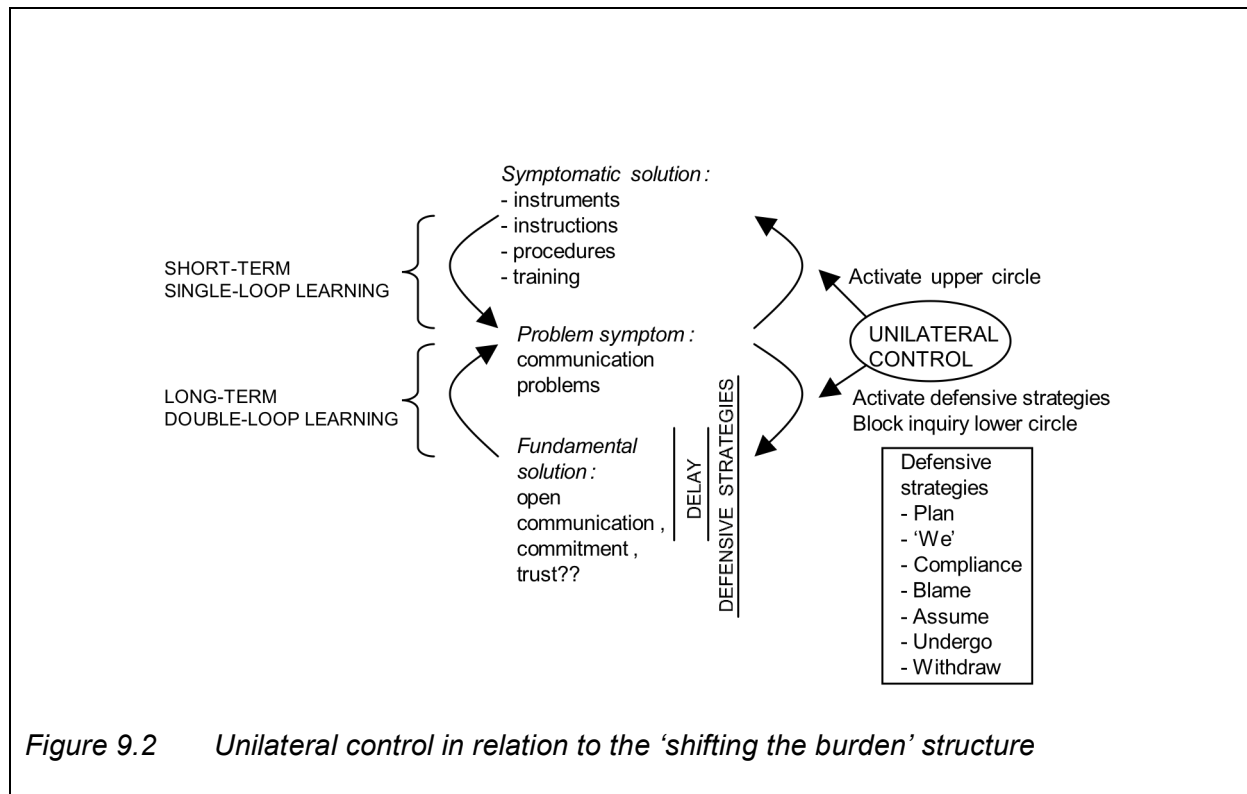 Symptomatic solution :
- instruments
- instructions
- procedures
- training
SHORT-TERM
SINGLE-LOOP LEARNING
Problem symptom :
communication
problems
LONG-TERM
DOUBLE-LOOP LEARNING
Fundamental
solution :
open
communication ,
commitment ,
trust??
DELAY
DEFENSIVE STRATEGIES
Activate upper circle
UNILATERAL
CONTROL
Activate defensive strategies
Block inquiry lower circle
Defensive
strategies
- Plan
- ‘We’
- Compliance
- Blame
- Assume
- Undergo
- Withdraw
Figure 9.2 Unilateral control in relation to the ‘shifting the burden’ structure